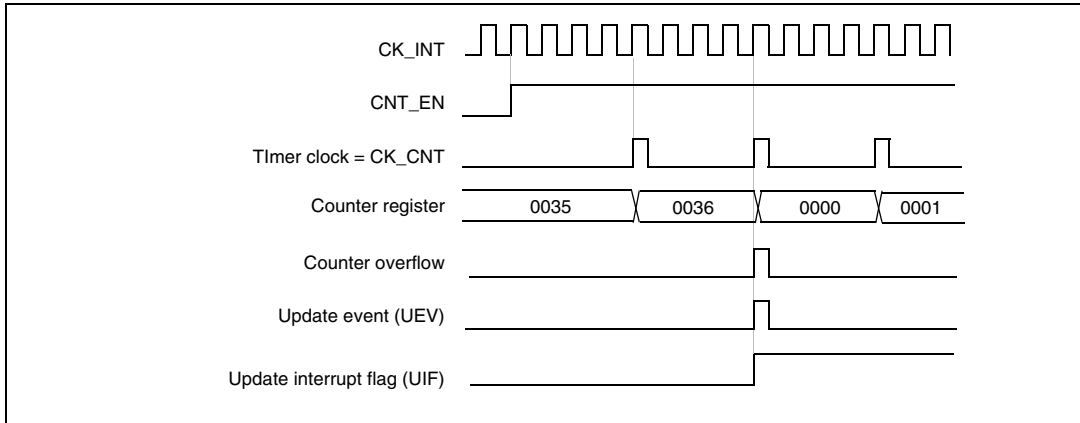 CK_INT
CNT_EN
TImer clock = CK_CNT
Counter register 0035 0036 0000 0001
Counter overflow
Update event (UEV)
Update interrupt flag (UIF)